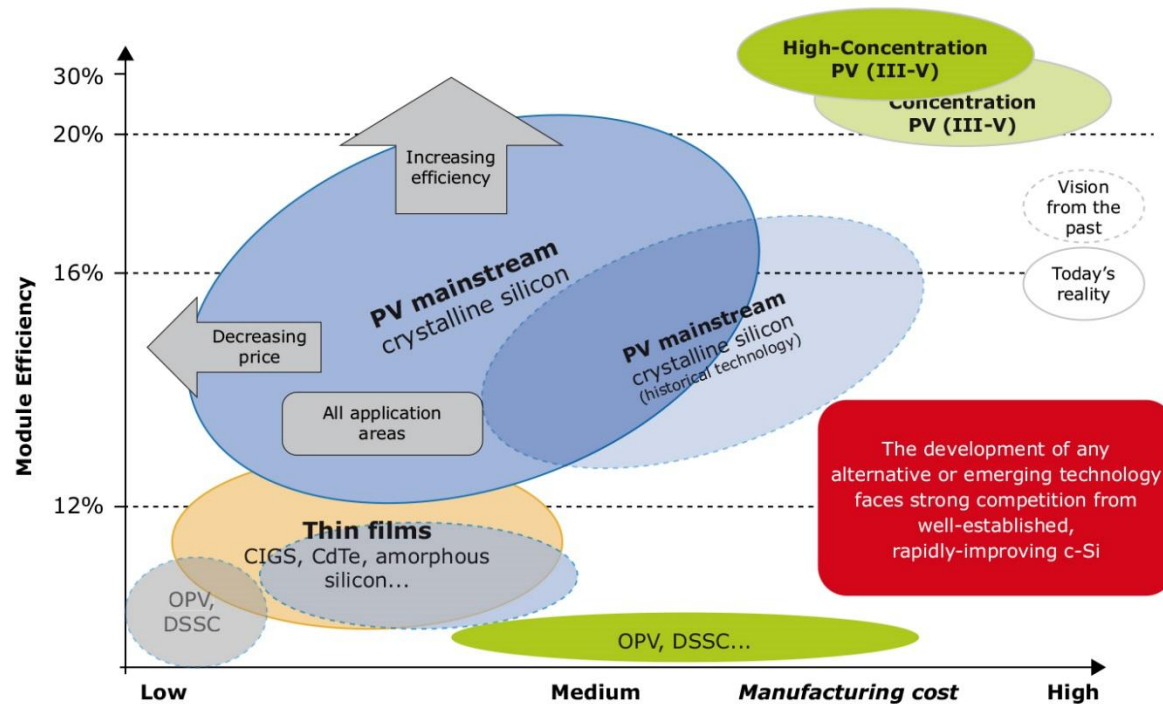 High-Concentration
PV (III-V)
Concentration
PV (III-V)
30%
20%
16%
12%
Module Efficiency
Increasing
efficiency
Vision
from the
past
Today's
reality
PV mainstream
crystalline silicon
PV mainstream
crystalline silicon
(historical technology)
Decreasing
price
All application
areas
The development of any
alternative or emerging technology
faces strong competition from
well-established,
rapidly-improving c-Si
Thin films
CIGS, CdTe, amorphous
silicon...
OPV,
DSSC
OPV, DSSC...
Low
Medium
Manufacturing cost
High